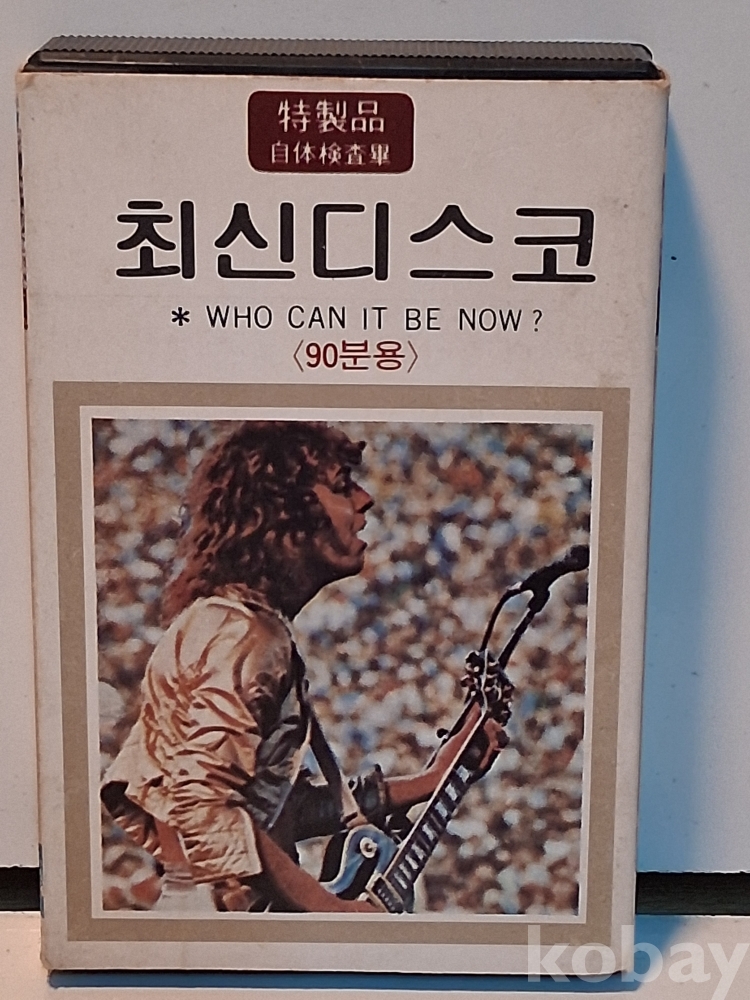 特製品
自体検査畢
최신디스코
* WHO CAN IT BE NOW?
〈90분용〉
kobay